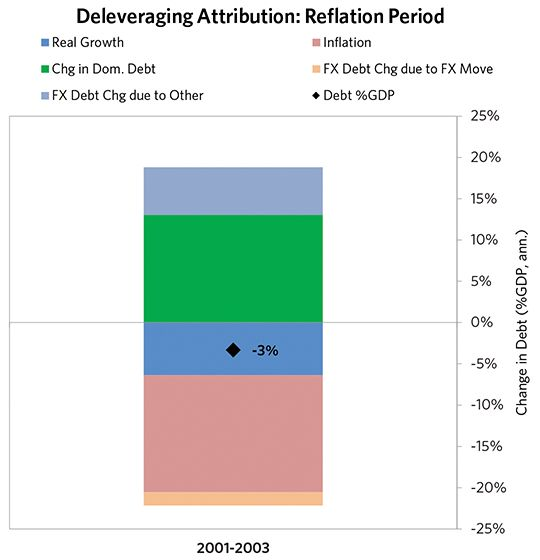 Deleveraging Attribution: Reflation Period
Real Growth
Inflation
Chg in Dom. Debt
FX Debt Chg due to FX Move
FX Debt Chg due to Other
Debt %GDP
25%
20%
15%
10%
5%
0%
-5%
-10%
-15%
-20%
-25%
Change in Debt (%GDP, ann.)
-3%
2001-2003